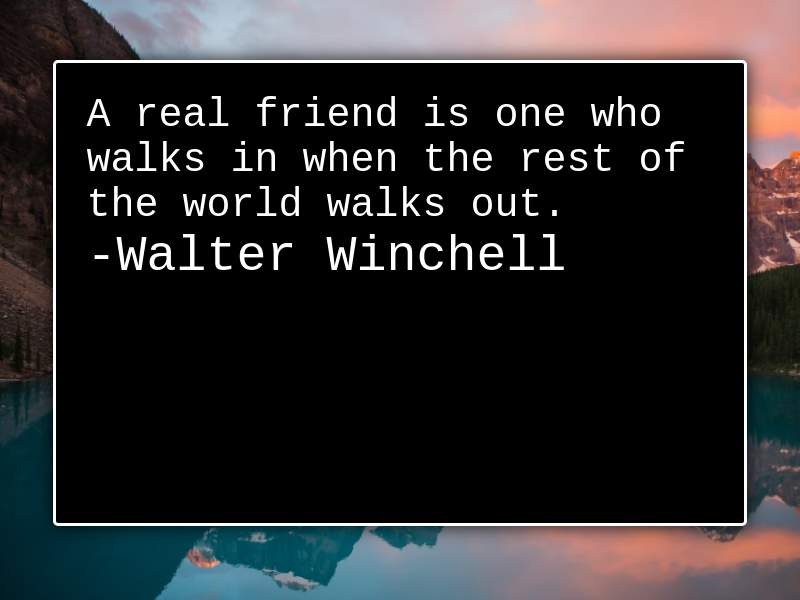 A real friend is one who
walks in when the rest of
the world walks out.
-Walter Winchell